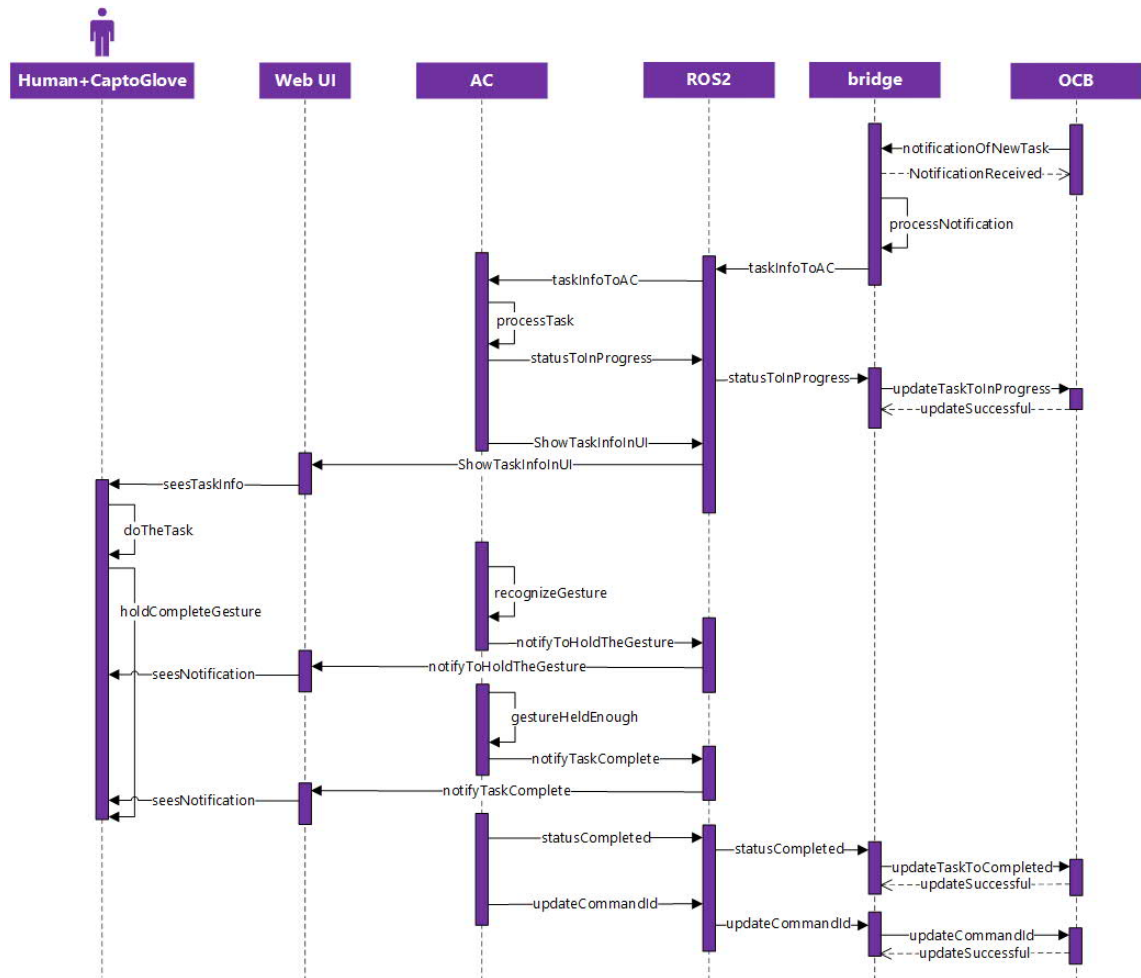 Human+CaptoGlove
Web UI
AC
ROS2
bridge
OCB
notificationOfNewTask
NotificationReceived
processNotification
taskInfoToAC
taskInfoToAC
processTask
statusToInProgress
statusToInProgress
updateTaskToInProgress
updateSuccessful
ShowTaskInfoInUI
ShowTaskInfoInUI
seesTaskInfo
doTheTask
recognizeGesture
holdCompleteGesture
notifyToHoldTheGesture
notifyToHoldTheGesture
seesNotification
gestureHeldEnough
notifyTaskComplete
notifyTaskComplete
seesNotification
statusCompleted
statusCompleted
updateTaskToCompleted
updateSuccessful
updateCommandId
updateCommandId
updateCommandId
updateSuccessful